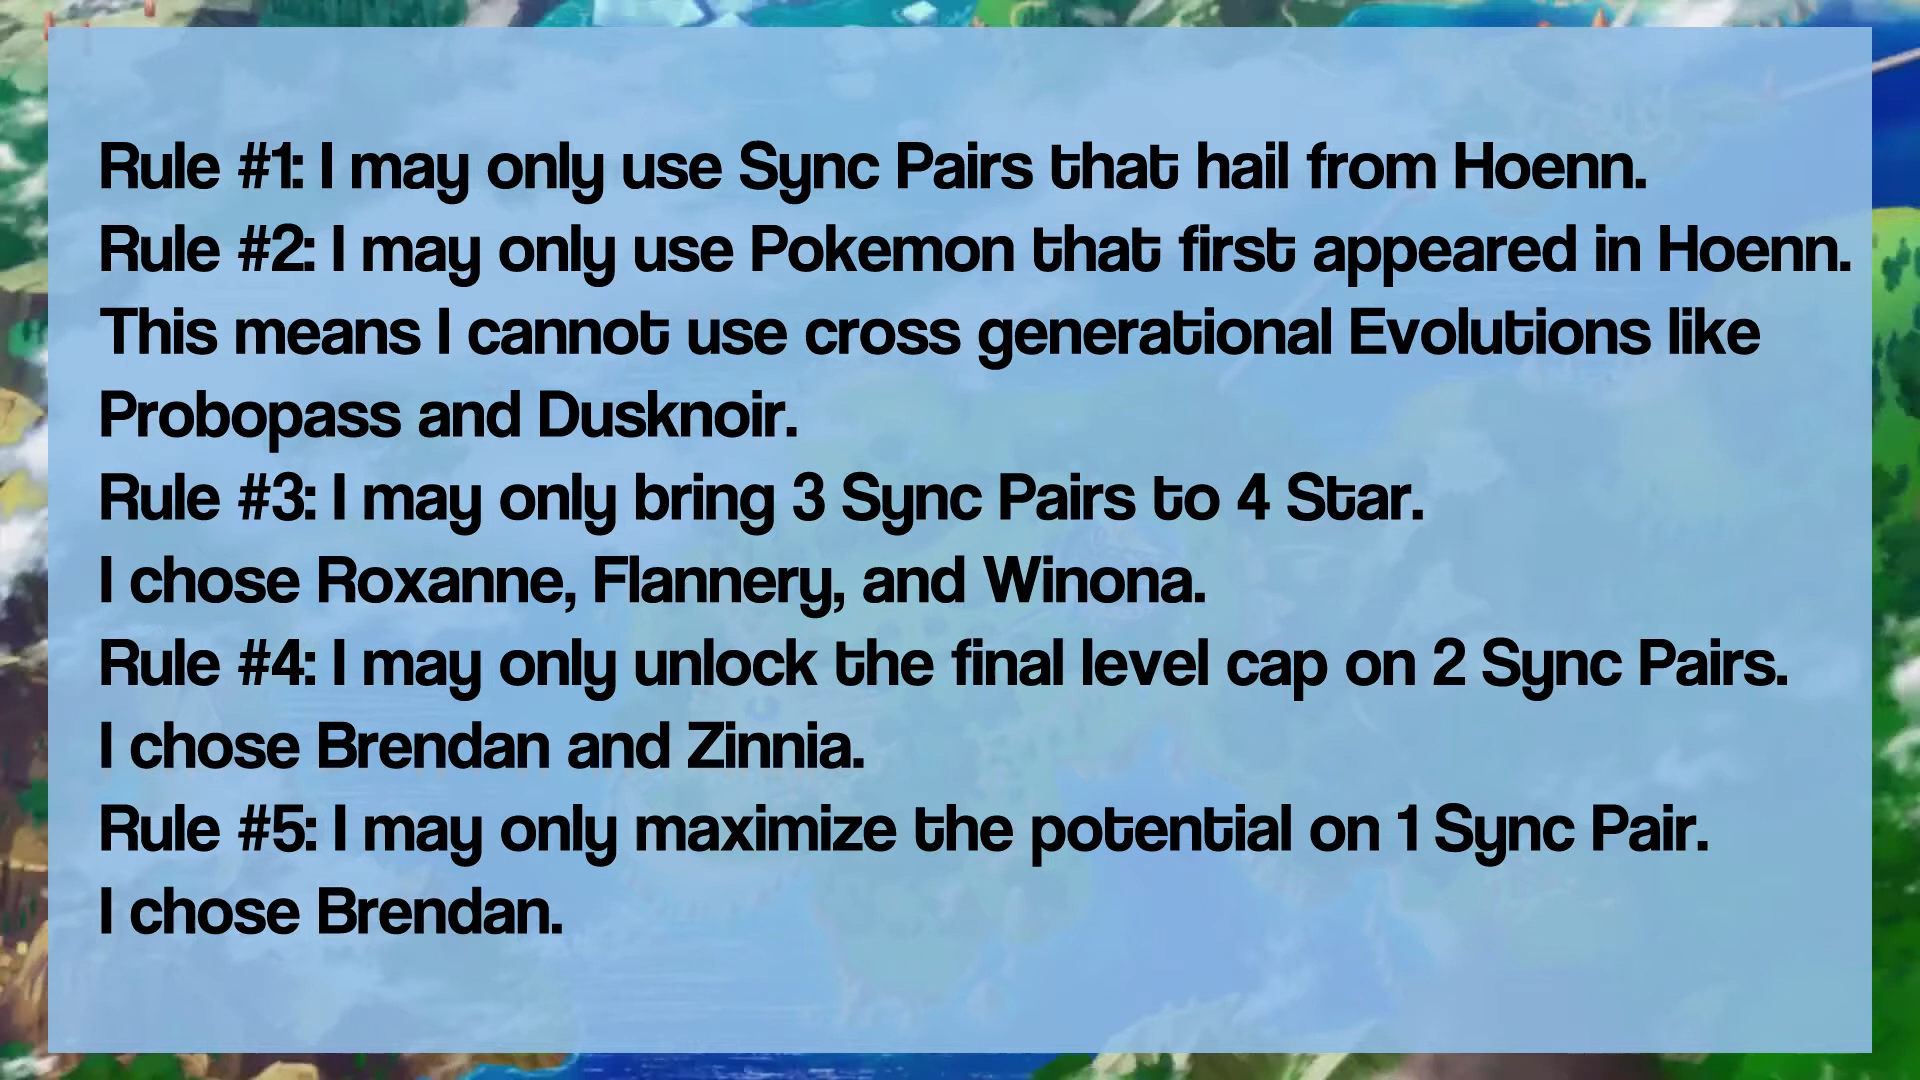 Rule #1: I may only use Sync Pairs that hail from Hoenn.
Rule #2: I may only use Pokemon that first appeared in Hoenn.
This means I cannot use cross generational Evolutions like
Probopass and Dusknoir.
Rule #3: I may only bring 3 Sync Pairs to 4 Star.
I chose Roxanne, Flannery, and Winona.
Rule #4: I may only unlock the final level cap on 2 Sync Pairs.
I chose Brendan and Zinnia.
Rule #5: I may only maximize the potential on 1 Sync Pair.
I chose Brendan.